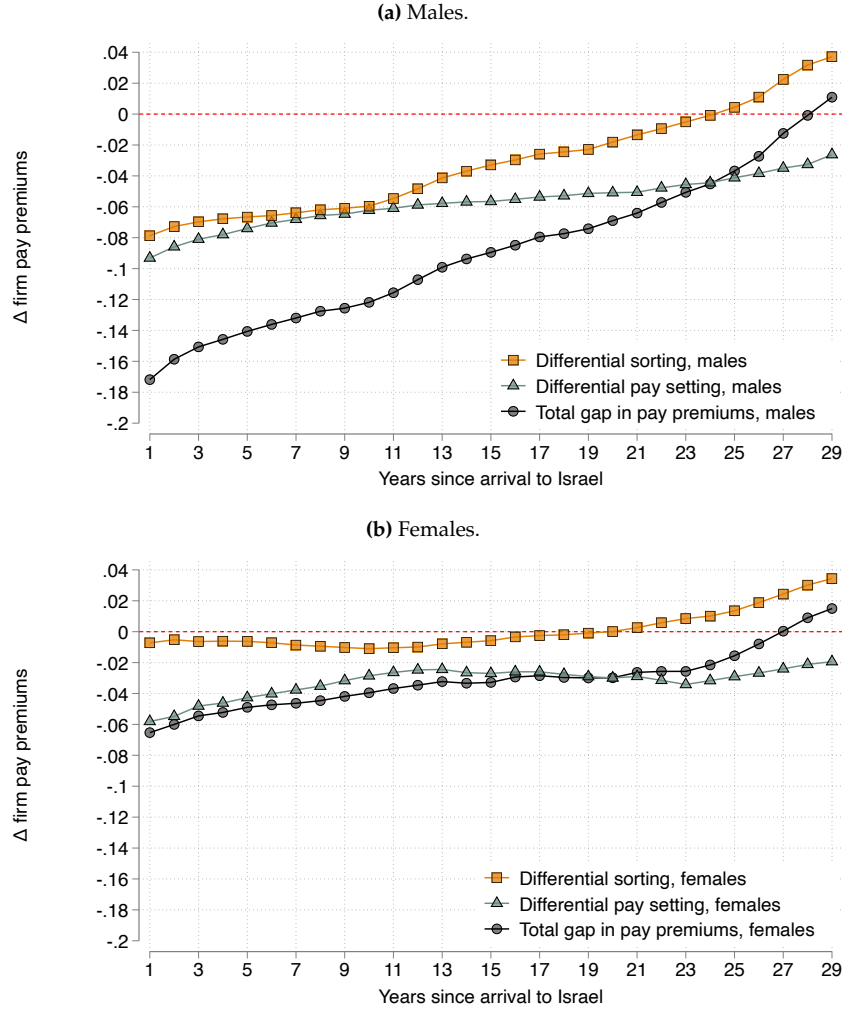 (a) Males.
.04
.02
0
-.02
-.04
-.06
-.08
-.1
-.12
-.14
-.16
-.18
-.2
Δ firm pay premiums
Differential sorting, males
Differential pay setting, males
Total gap in pay premiums, males
1 3 5 7 9 11 13 15 17 19 21 23 25 27 29
Years since arrival to Israel
(b) Females.
.04
.02
0
-.02
-.04
-.06
-.08
-.1
-.12
-.14
-.16
-.18
-.2
Δ firm pay premiums
Differential sorting, females
Differential pay setting, females
Total gap in pay premiums, females
1 3 5 7 9 11 13 15 17 19 21 23 25 27 29
Years since arrival to Israel